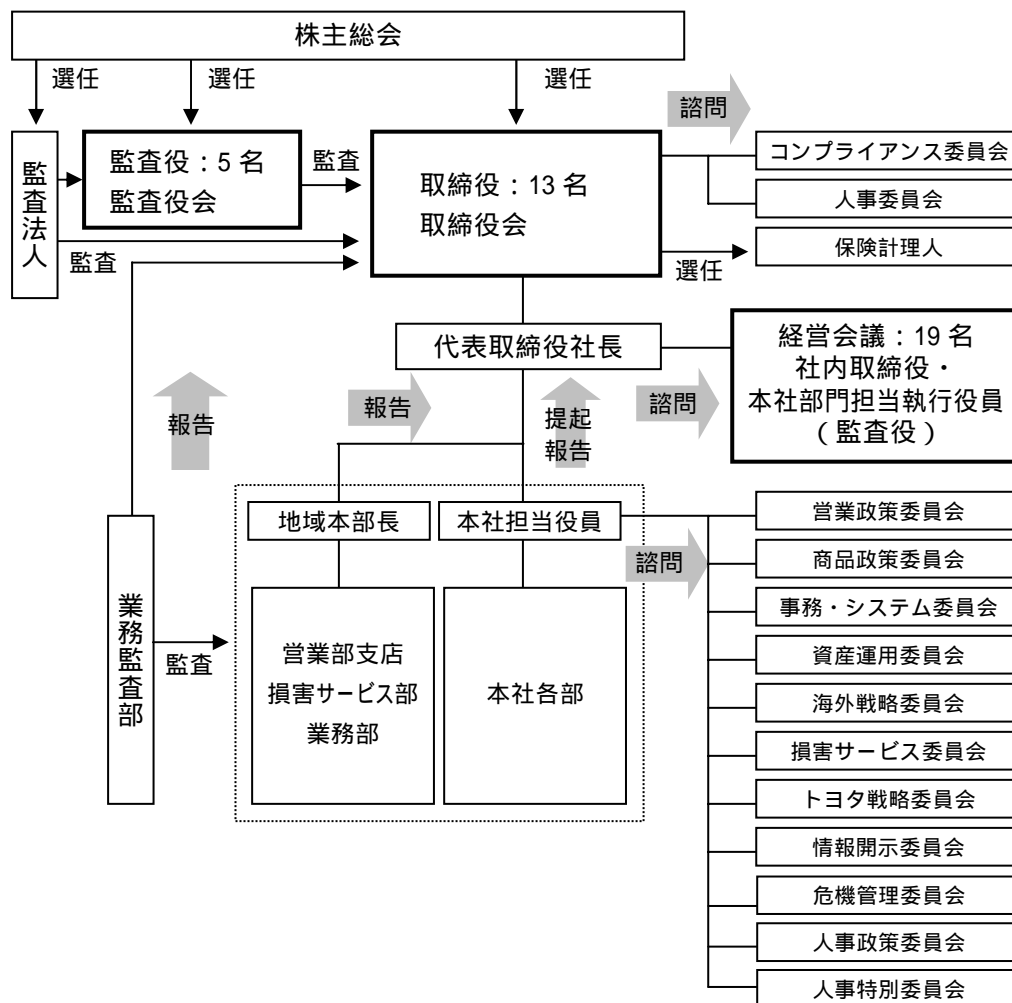 株主総会
選任
選任
選任
諮問
監査法人
監査役：5 名
監査役会
監査
取締役：13 名
取締役会
コンプライアンス委員会
人事委員会
保険計理人
監査
選任
代表取締役社長
経営会議：19 名
社内取締役・
本社部門担当執行役員
（監査役）
報告
報告
提起
報告
諮問
地域本部長
本社担当役員
諮問
業務監査部
監査
営業部支店
損害サービス部
業務部
本社各部
営業政策委員会
商品政策委員会
事務・システム委員会
資産運用委員会
海外戦略委員会
損害サービス委員会
トヨタ戦略委員会
情報開示委員会
危機管理委員会
人事政策委員会
人事特別委員会